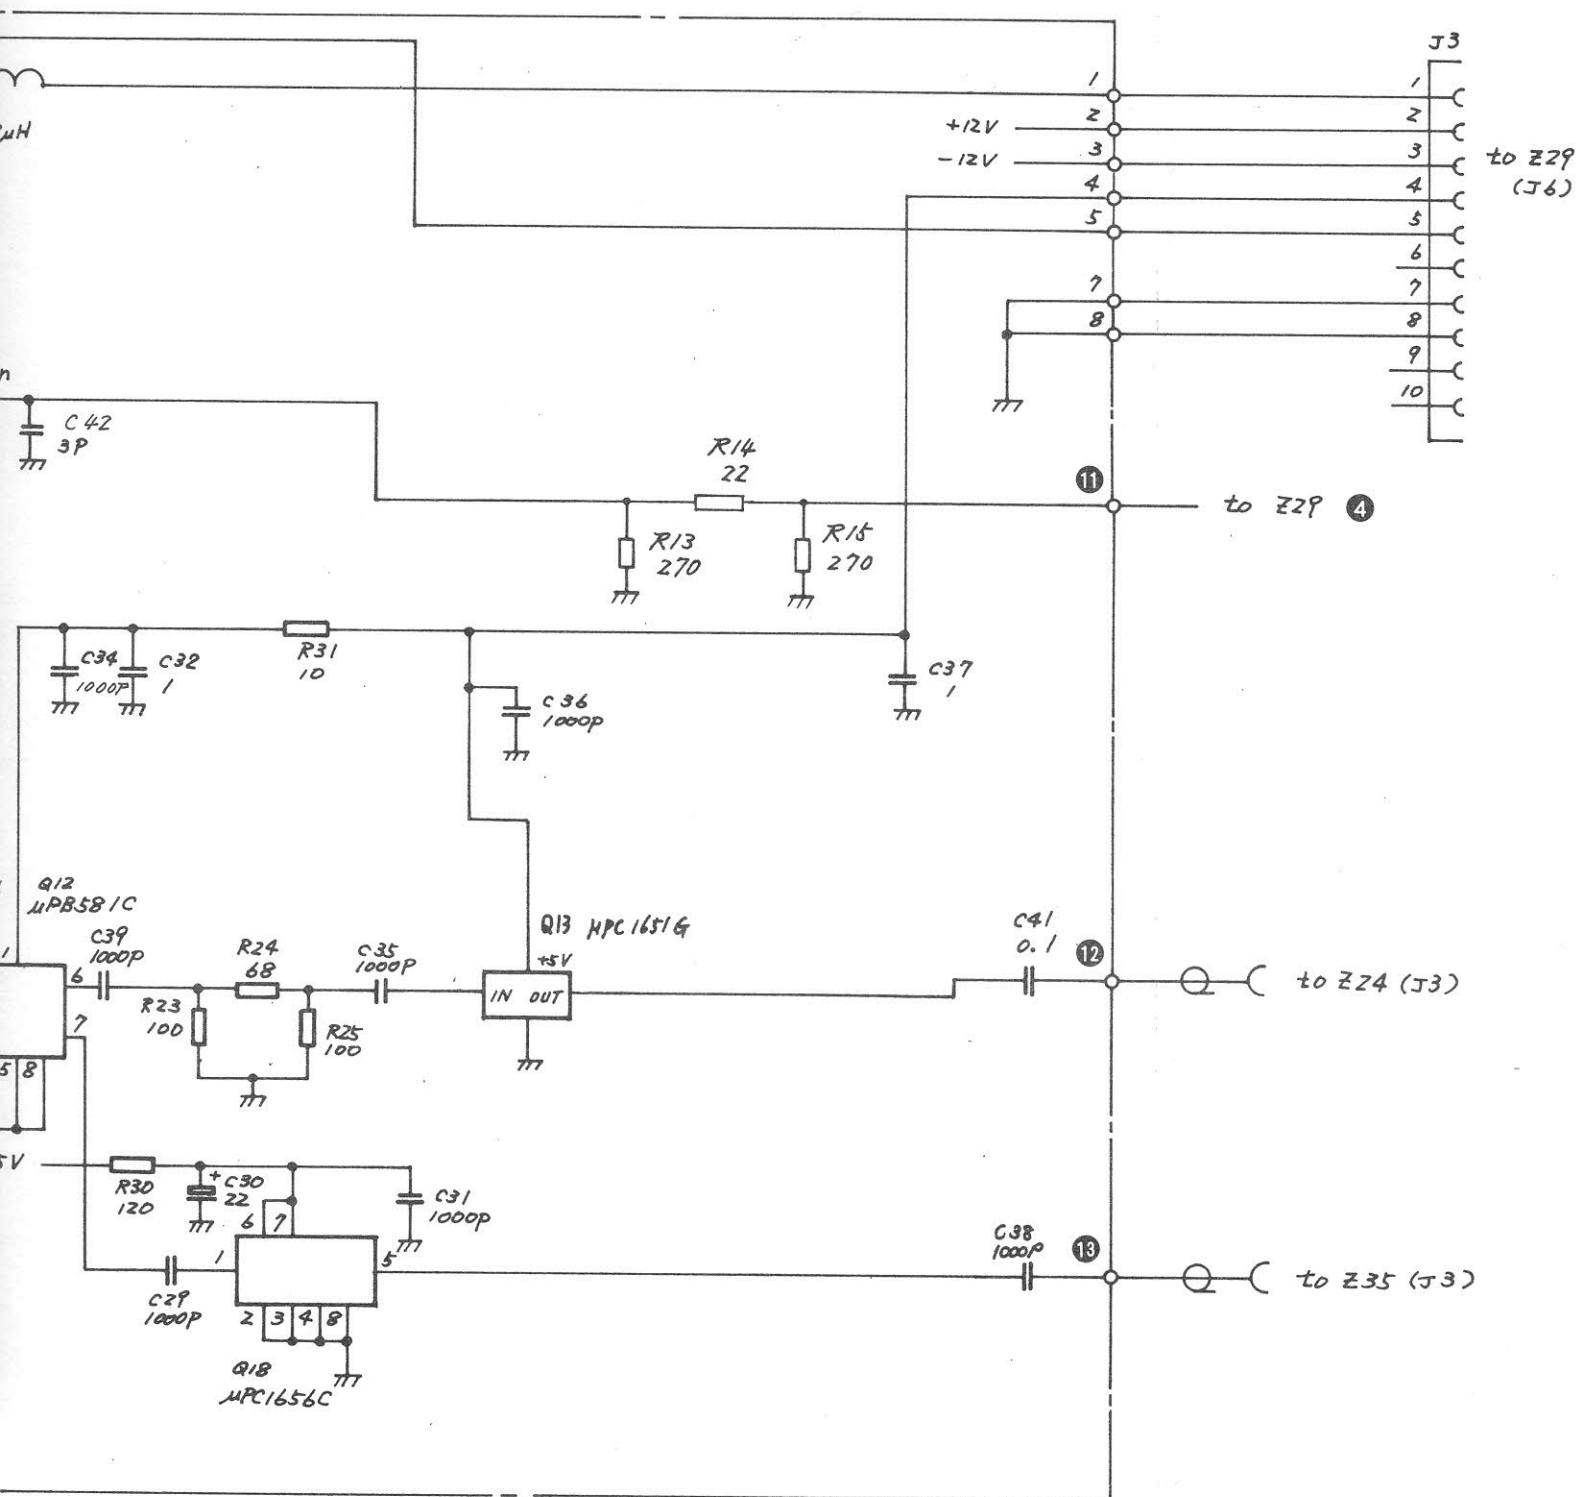 J3
1
1
2
2
+12V
3
3
-12V
to Z29
(J6)
4
4
5
5
6
7
7
8
8
9
10
μH
n
C42
3P
R14
22
11
to Z29 4
R13
270
R15
270
C34
1000P
C32
1
R31
10
C36
1000P
C37
1
Q12
μPB581C
C39
1000P
1
6
7
5 8
R24
68
R23
100
R25
100
C35
1000P
Q13 μPC1651G
+5V
IN OUT
C41
0.1
12
to Z24 (J3)
5V
R30
120
+
C30
22
C31
1000P
6 7
1
5
2 3 4 8
C29
1000P
Q18
μPC1656C
C38
1000P
13
to Z35 (J3)